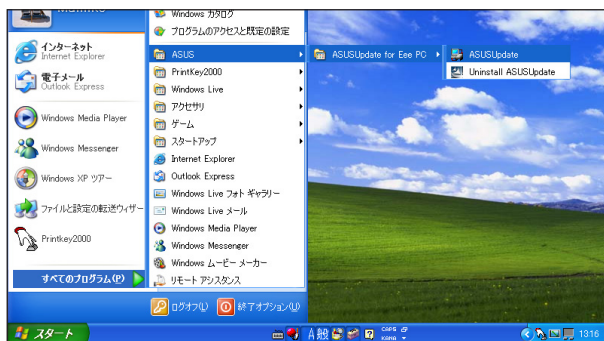 Windows カタログ
プログラムのアクセスと既定の設定
インターネット
Internet Explorer
電子メール
Outlook Express
Windows Media Player
Windows Messenger
Windows XP ツアー
ファイルと設定の転送ウィザー
Printkey2000
すべてのプログラム(P)
ASUS
PrintKey2000
Windows Live
アクセサリ
ゲーム
スタートアップ
Internet Explorer
Outlook Express
Windows Live フォト ギャラリー
Windows Live メール
Windows Media Player
Windows Messenger
Windows ムービー メーカー
リモート アシスタンス
ASUSUpdate for Eee PC
ASUSUpdate
Uninstall ASUSUpdate
ログオフ(L)
終了オプション(U)
スタート
A 般
CAPS
KANA
13:16